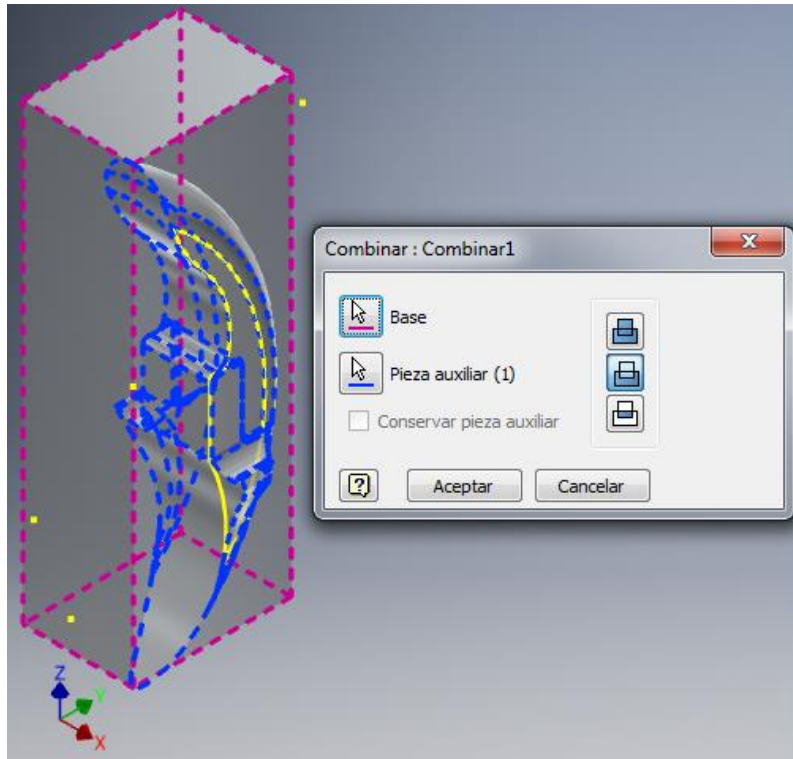 Combinar : Combinar1
Base
Pieza auxiliar (1)
Conservar pieza auxiliar
Aceptar
Cancelar
Z
Y
X